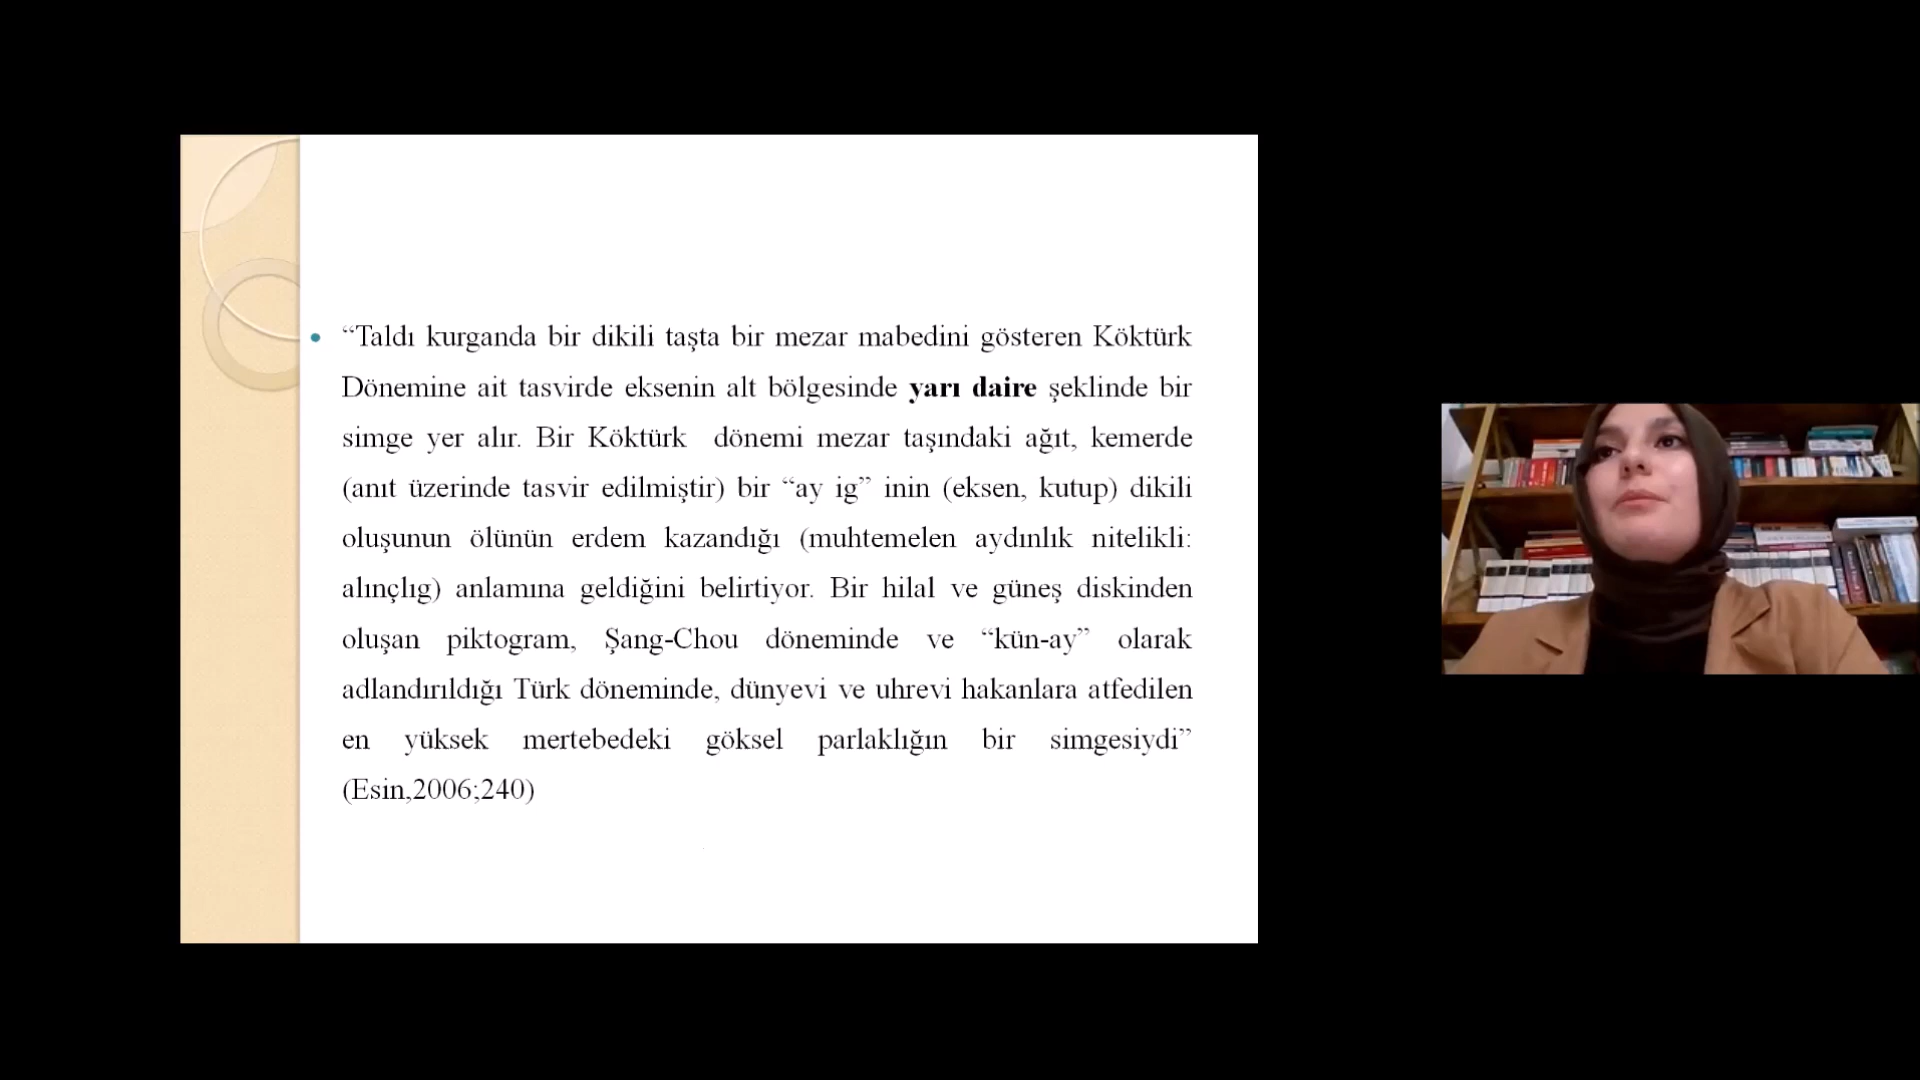 “Taldı kurganda bir dikili taşta bir mezar mabedini gösteren Köktürk
Dönemine ait tasvirde eksenin alt bölgesinde yarı daire şeklinde bir
simge yer alır. Bir Köktürk dönemi mezar taşındaki ağıt, kemerde
(anıt üzerinde tasvir edilmiştir) bir “ay ig” inin (eksen, kutup) dikili
oluşunun ölünün erdem kazandığı (muhtemelen aydınlık nitelikli:
alınçlıg) anlamına geldiğini belirtiyor. Bir hilal ve güneş diskinden
oluşan piktogram, Şang-Chou döneminde ve “kün-ay” olarak
adlandırıldığı Türk döneminde, dünyevi ve uhrevi hakanlara atfedilen
en yüksek mertebedeki göksel parlaklığın bir simgesiydi”
(Esin,2006;240)